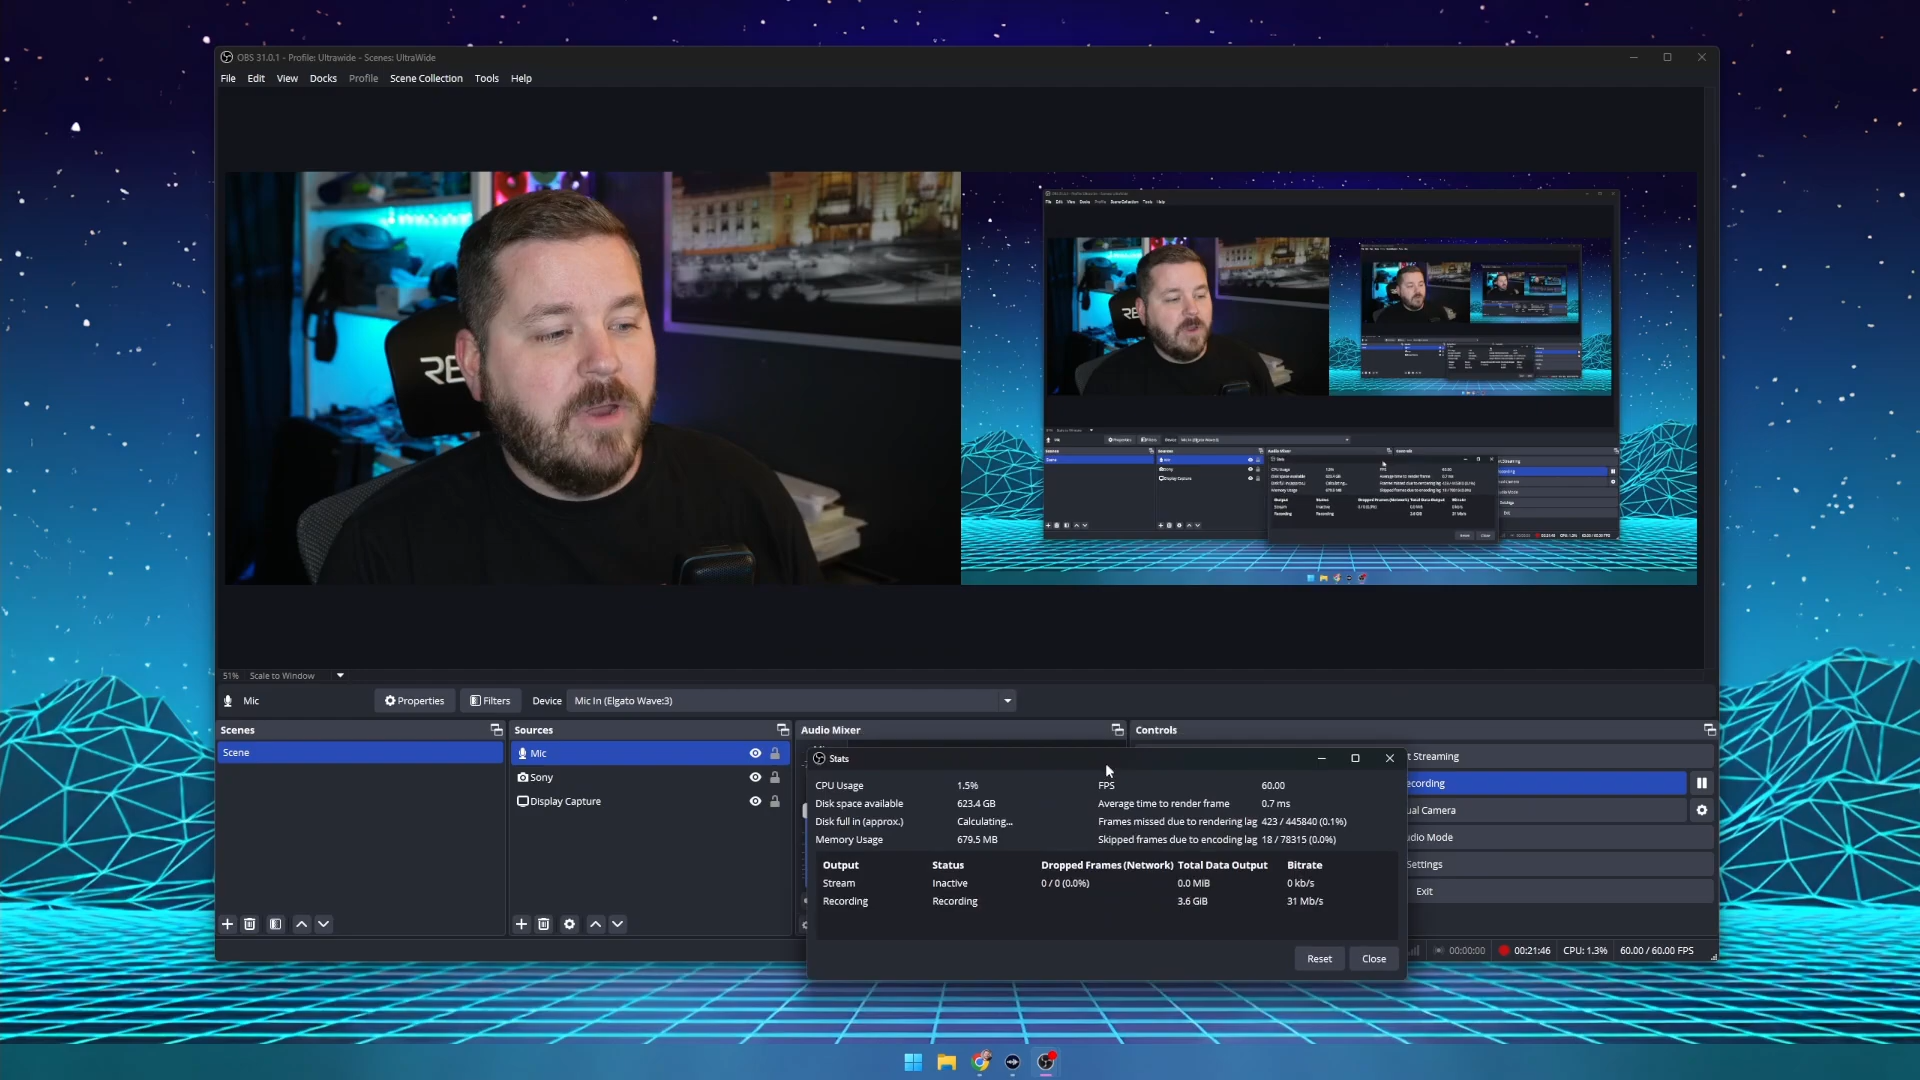 OBS 31.0.1 - Profile: Ultrawide - Scenes: UltraWide
File Edit View Docks Profile Scene Collection Tools Help
RE
51% Scale to Window
Mic Properties Filters Device Mic In (Elgato Wave:3)
Scenes
Scene
Sources
Mic
Sony
Display Capture
Audio Mixer
Controls
t Streaming
ecording
ual Camera
udio Mode
Settings
Exit
Stats
CPU Usage 1.5% FPS 60.00
Disk space available 623.4 GB Average time to render frame 0.7 ms
Disk full in (approx.) Calculating... Frames missed due to rendering lag 423 / 445840 (0.1%)
Memory Usage 679.5 MB Skipped frames due to encoding lag 18 / 78315 (0.0%)
Output Status Dropped Frames (Network) Total Data Output Bitrate
Stream Inactive 0 / 0 (0.0%) 0.0 MiB 0 kb/s
Recording Recording 3.6 GiB 31 Mb/s
Reset Close
00:00:00 00:21:46 CPU: 1.3% 60.00 / 60.00 FPS